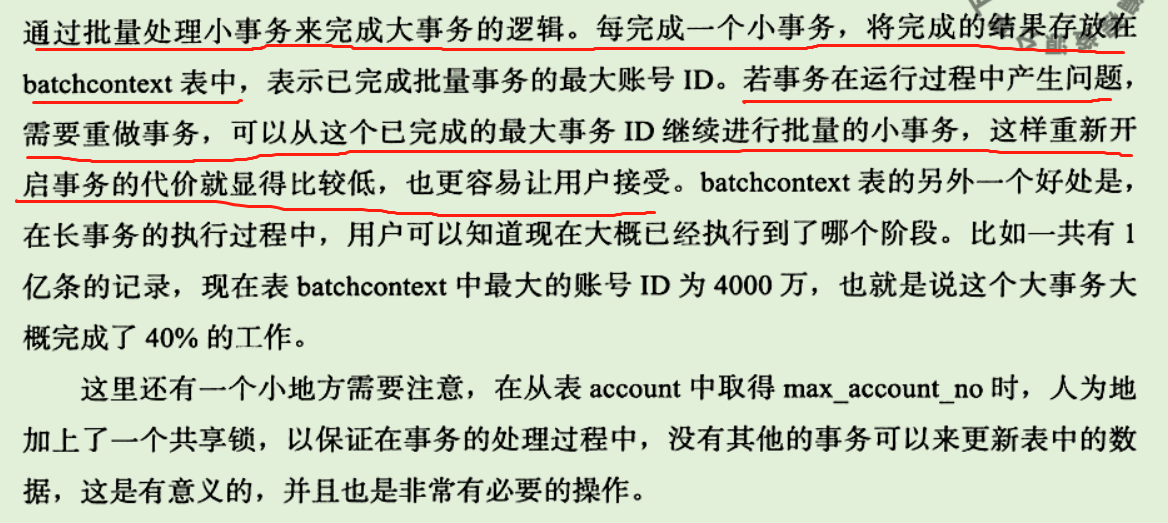 通过批量处理小事务来完成大事务的逻辑。每完成一个小事务，将完成的结果存放在
batchcontext 表中，表示已完成批量事务的最大账号 ID。若事务在运行过程中产生问题，
需要重做事务，可以从这个已完成的最大事务 ID 继续进行批量的小事务，这样重新开
启事务的代价就显得比较低，也更容易让用户接受。batchcontext 表的另外一个好处是，
在长事务的执行过程中，用户可以知道现在大概已经执行到了哪个阶段。比如一共有 1
亿条的记录，现在表 batchcontext 中最大的账号 ID 为 4000 万，也就是说这个大事务大
概完成了 40% 的工作。
这里还有一个小地方需要注意，在从表 account 中取得 max_account_no 时，人为地
加上了一个共享锁，以保证在事务的处理过程中，没有其他的事务可以来更新表中的数
据，这是有意义的，并且也是非常有必要的操作。